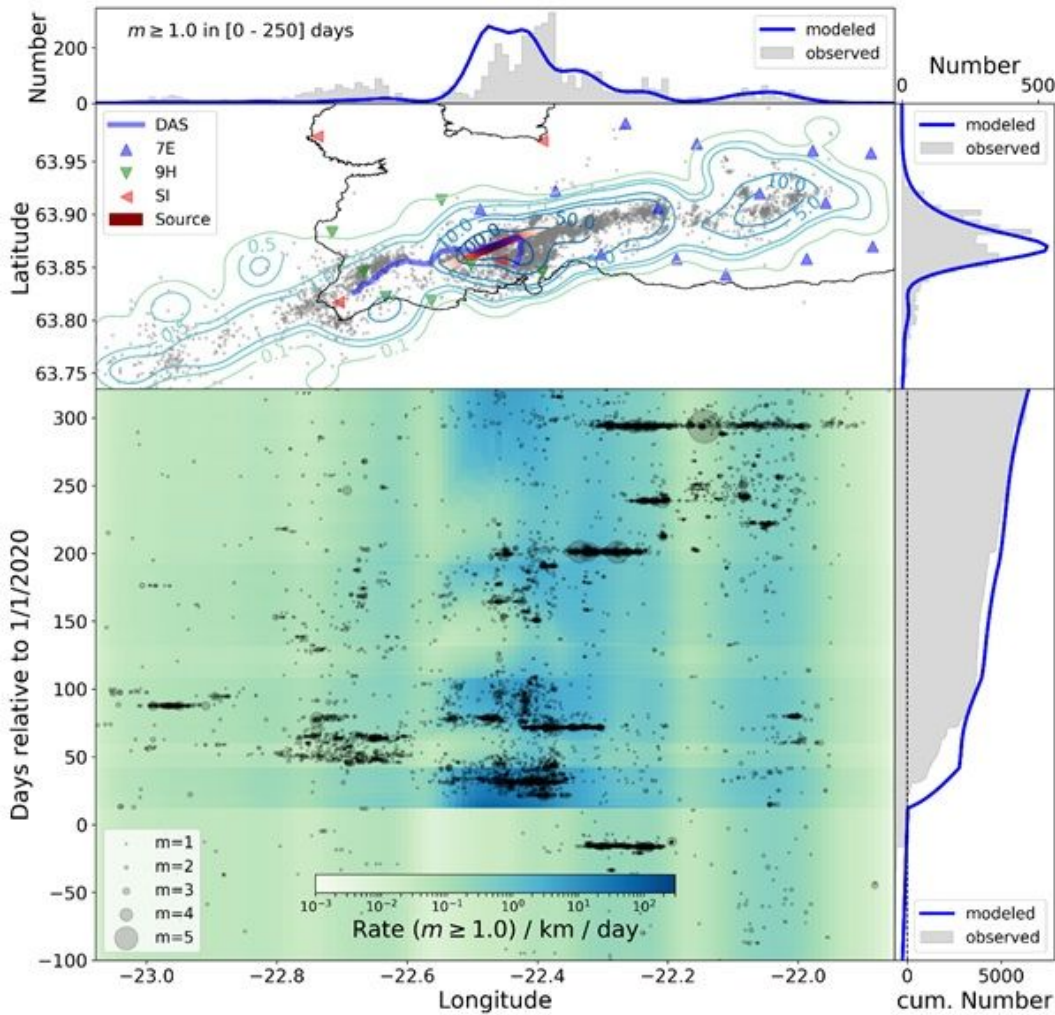 m ≥ 1.0 in [0 - 250] days
modeled
observed
Number
200
0
Number
0 500
modeled
observed
DAS
7E
9H
SI
Source
63.95
63.90
63.85
63.80
63.75
Latitude
0.5
10.0
50.0
10.0
5.0
0.1
0.1
300
250
200
150
100
50
0
−50
−100
Days relative to 1/1/2020
m=1
m=2
m=3
m=4
m=5
10⁻³ 10⁻² 10⁻¹ 10⁰ 10¹ 10²
Rate (m ≥ 1.0) / km / day
modeled
observed
−23.0 −22.8 −22.6 −22.4 −22.2 −22.0
Longitude
0 5000
cum. Number